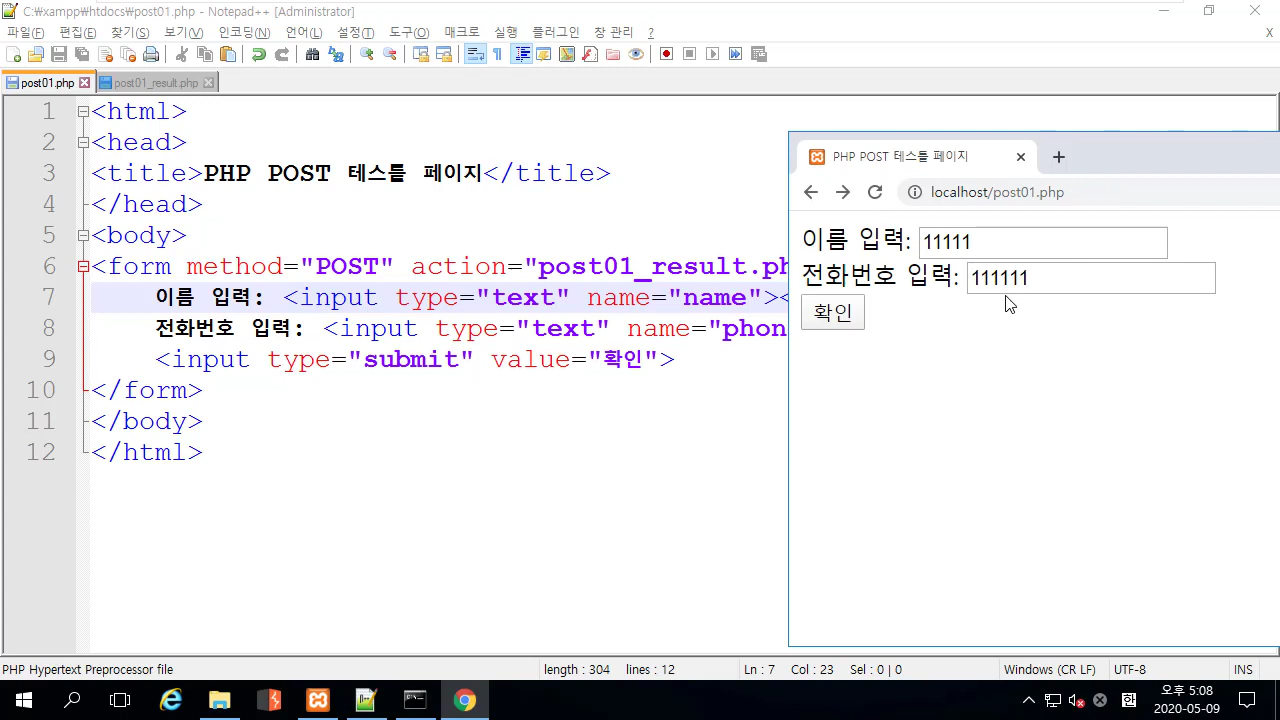 C:\xampp\htdocs\post01.php - Notepad++ [Administrator]
파일(F) 편집(E) 찾기(S) 보기(V) 인코딩(N) 언어(L) 설정(T) 도구(O) 매크로 실행 플러그인 창 관리 ? X
post01.php post01_result.php
1 <html>
2 <head>
3 <title>PHP POST 테스틑 페이지</title>
4 </head>
5 <body>
6 <form method="POST" action="post01_result.ph
7 이름 입력: <input type="text" name="name"><
8 전화번호 입력: <input type="text" name="phon
9 <input type="submit" value="확인">
10 </form>
11 </body>
12 </html>
PHP POST 테스틑 페이지
localhost/post01.php
이름 입력: 11111
전화번호 입력: 111111
확인
PHP Hypertext Preprocessor file length : 304 lines : 12 Ln : 7 Col : 23 Sel : 0 | 0 Windows (CR LF) UTF-8 INS
한 오후 5:08
2020-05-09